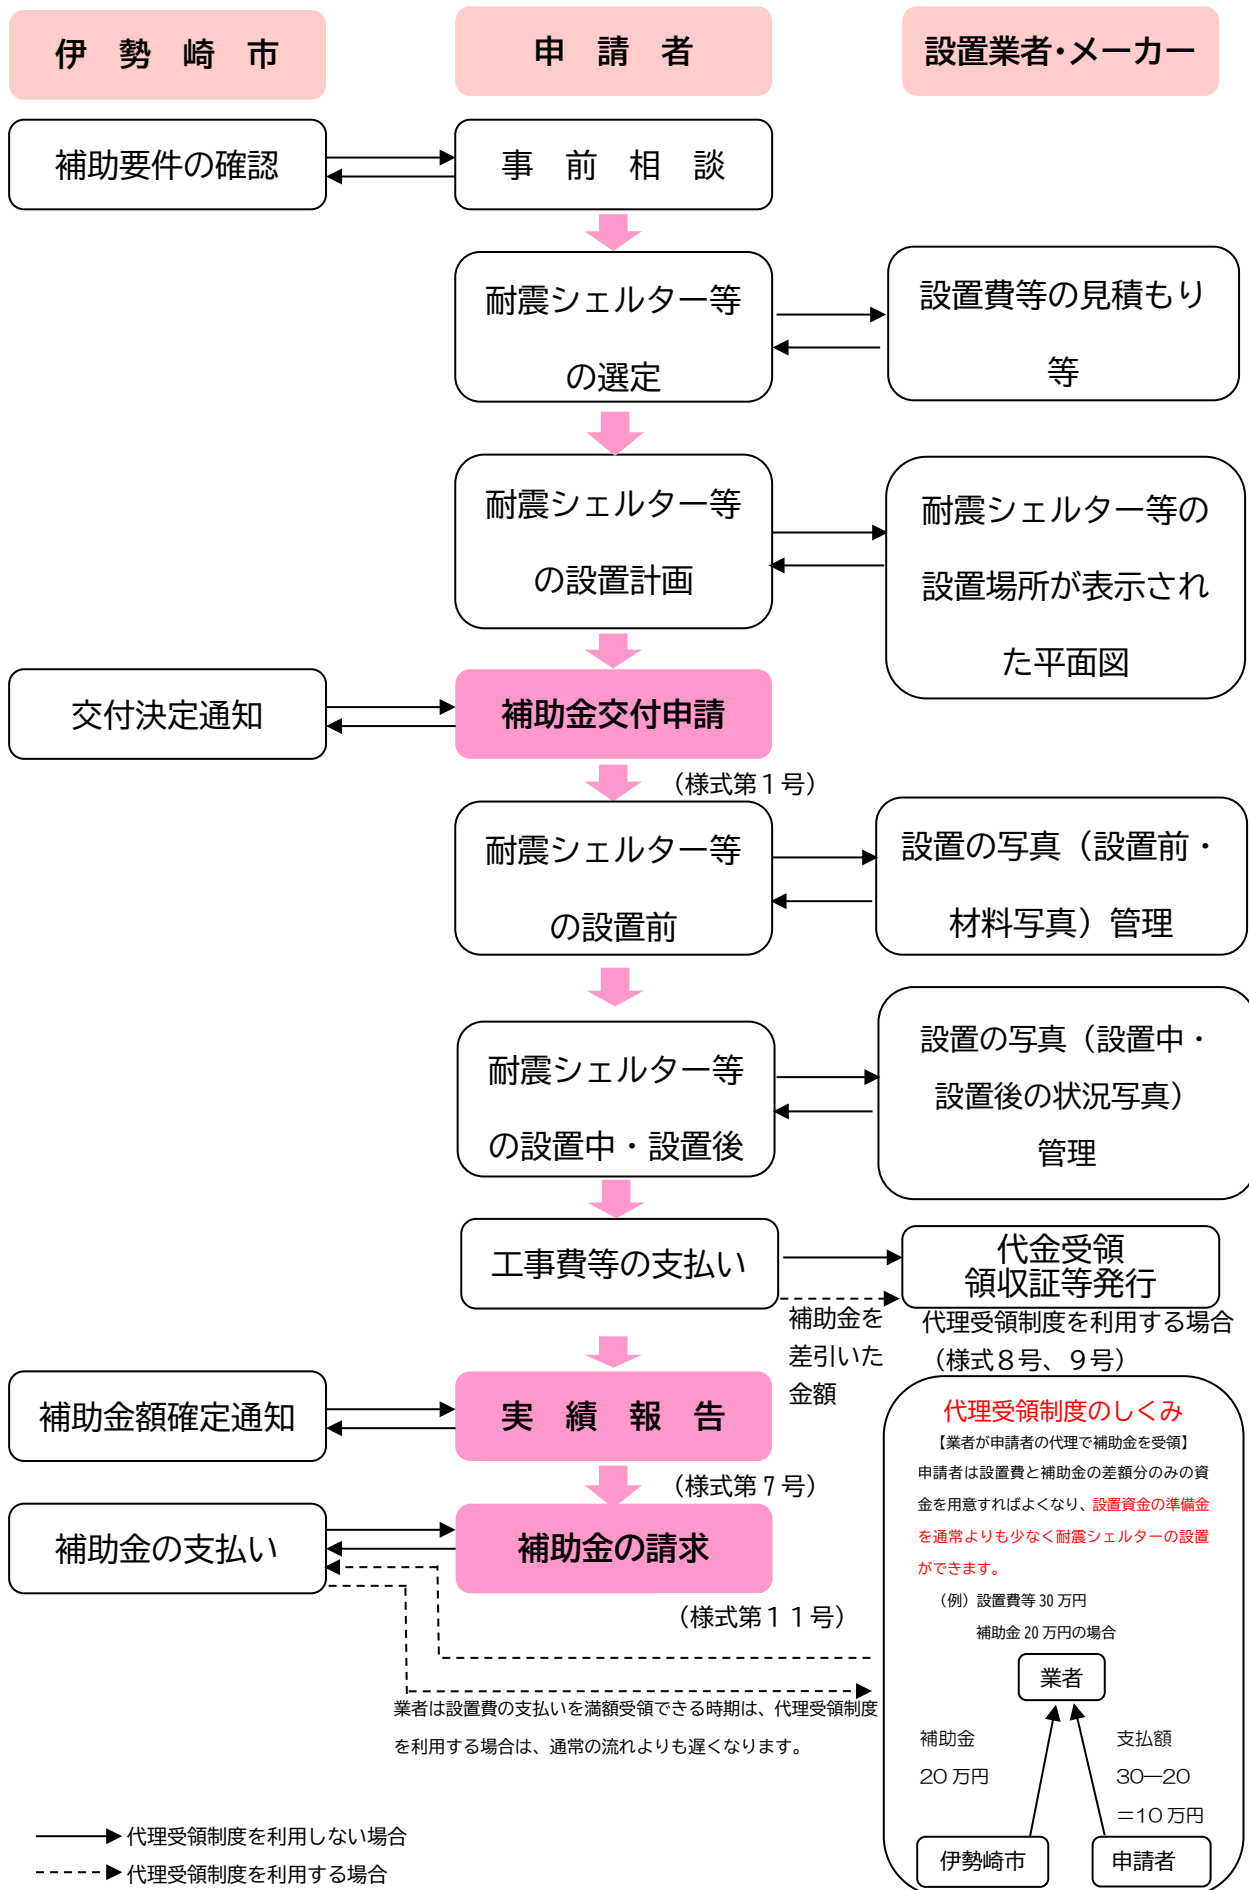 伊　勢　崎　市
申　請　者
設置業者・メーカー
補助要件の確認
事　前　相　談
耐震シェルター等
の選定
設置費等の見積もり
等
耐震シェルター等
の設置計画
耐震シェルター等の
設置場所が表示され
た平面図
交付決定通知
補助金交付申請
（様式第１号）
耐震シェルター等
の設置前
設置の写真（設置前・
材料写真）管理
耐震シェルター等
の設置中・設置後
設置の写真（設置中・
設置後の状況写真）
管理
工事費等の支払い
代金受領
領収証等発行
補助金を
差引いた
金額
代理受領制度を利用する場合
（様式８号、９号）
補助金額確定通知
実　績　報　告
（様式第７号）
補助金の支払い
補助金の請求
（様式第１１号）
業者は設置費の支払いを満額受領できる時期は、代理受領制度
を利用する場合は、通常の流れよりも遅くなります。
代理受領制度のしくみ
【業者が申請者の代理で補助金を受領】
申請者は設置費と補助金の差額分のみの資
金を用意すればよくなり、設置資金の準備金
を通常よりも少なく耐震シェルターの設置
ができます。
（例）設置費等 30 万円
補助金 20 万円の場合
業者
補助金
20 万円
支払額
30―20
＝10 万円
伊勢崎市
申請者
代理受領制度を利用しない場合
代理受領制度を利用する場合